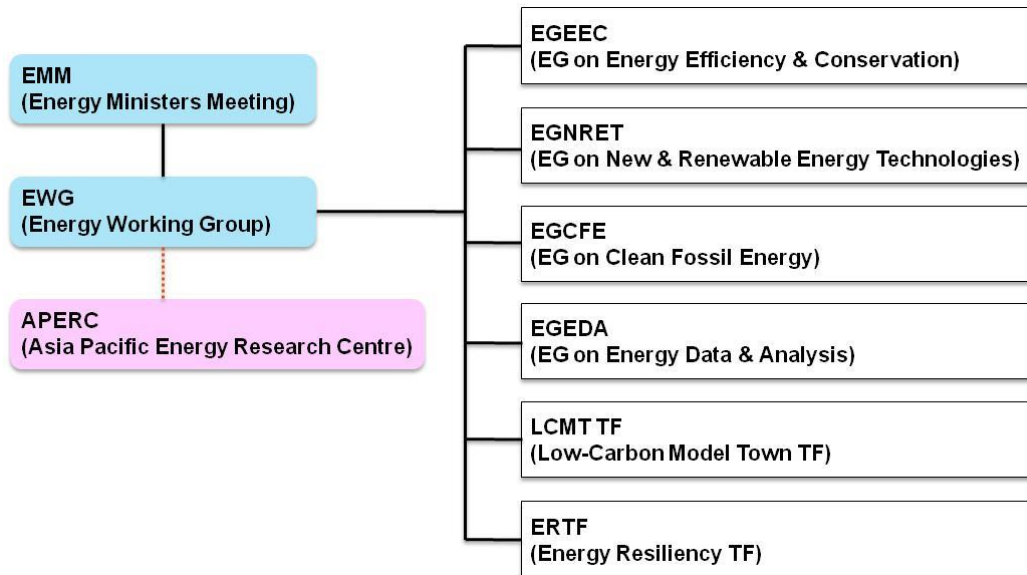 EMM
(Energy Ministers Meeting)
EWG
(Energy Working Group)
APERC
(Asia Pacific Energy Research Centre)
EGEEC
(EG on Energy Efficiency & Conservation)
EGNRET
(EG on New & Renewable Energy Technologies)
EGCFE
(EG on Clean Fossil Energy)
EGEDA
(EG on Energy Data & Analysis)
LCMT TF
(Low-Carbon Model Town TF)
ERTF
(Energy Resiliency TF)